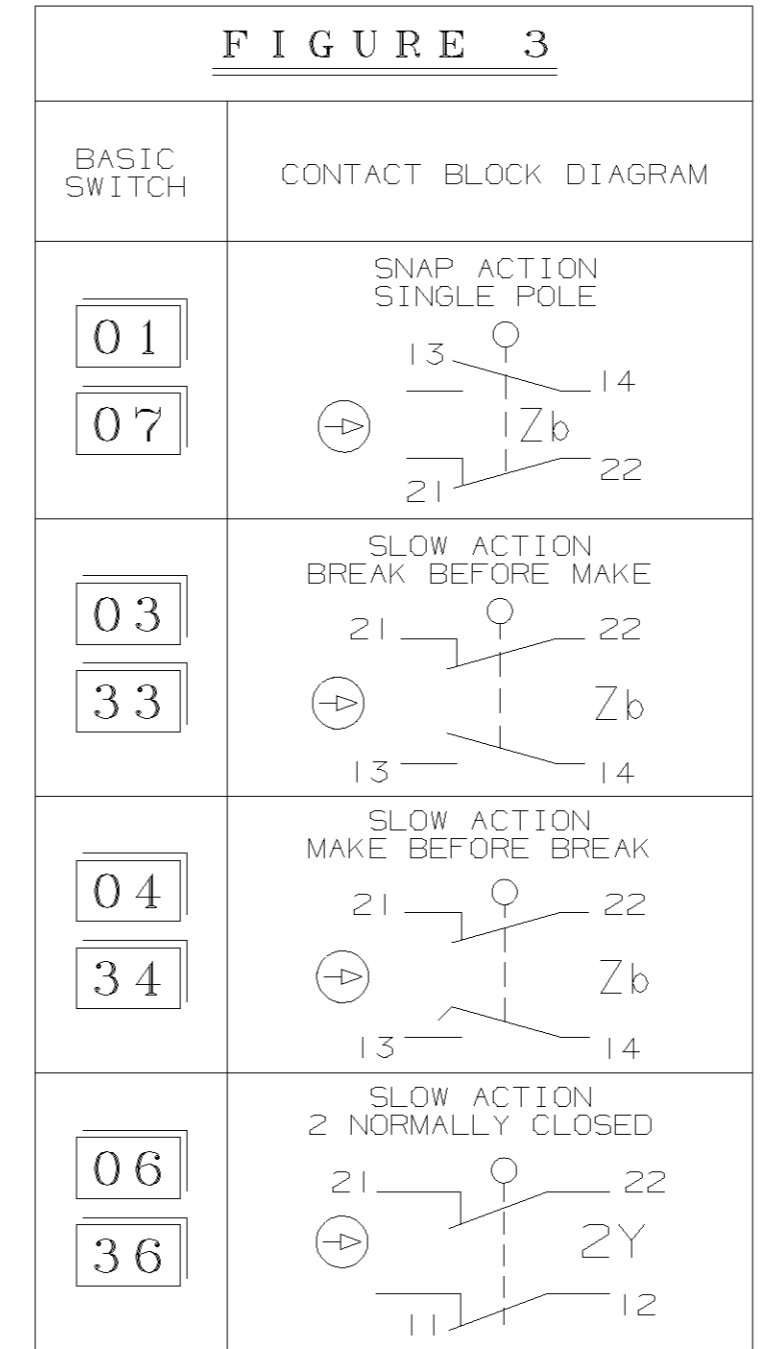 FIGURE 3
BASIC
SWITCH
CONTACT BLOCK DIAGRAM
01
07
SNAP ACTION
SINGLE POLE
13
14
Zb
21
22
03
33
SLOW ACTION
BREAK BEFORE MAKE
21
22
Zb
13
14
04
34
SLOW ACTION
MAKE BEFORE BREAK
21
22
Zb
13
14
06
36
SLOW ACTION
2 NORMALLY CLOSED
21
22
2Y
11
12